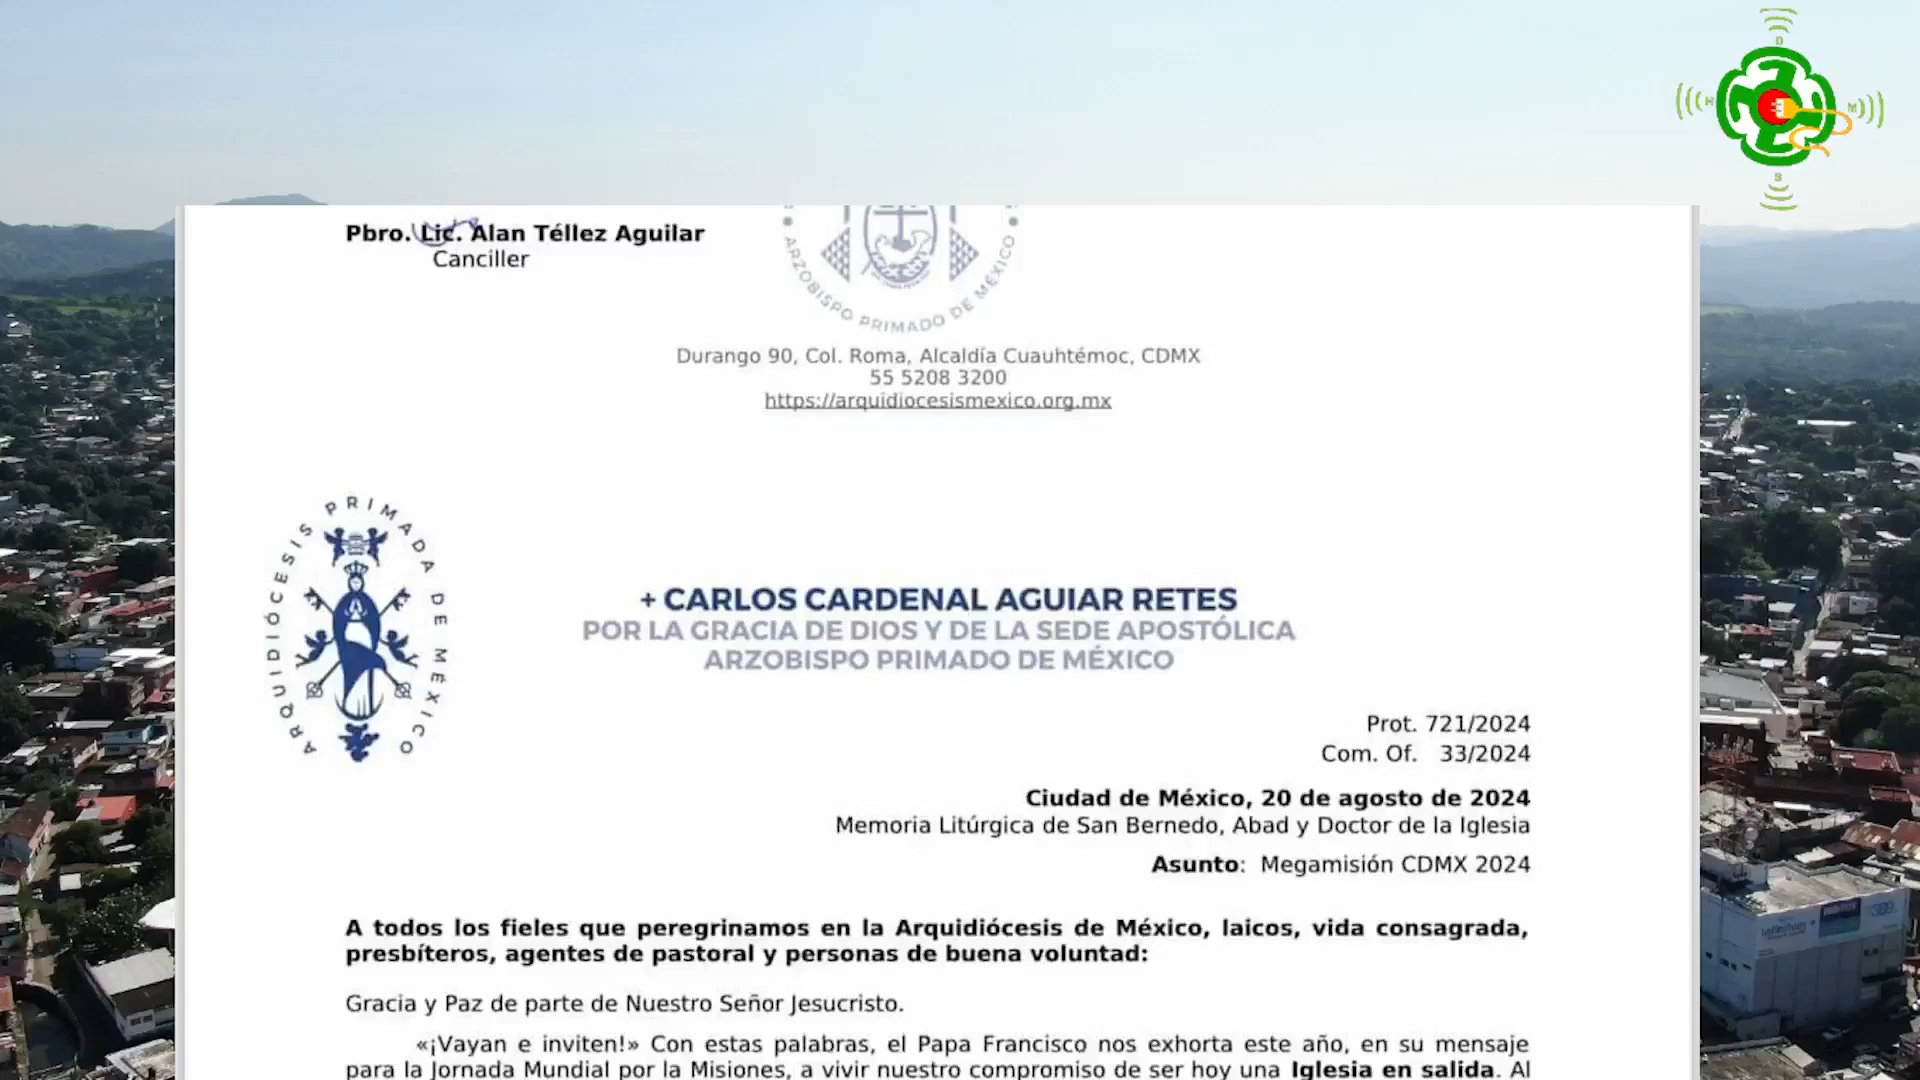 D
H
M
S
Pbro. Lic. Alan Téllez Aguilar
Canciller
ARZOBISPO PRIMADO DE MÉXICO
Durango 90, Col. Roma, Alcaldía Cuauhtémoc, CDMX
55 5208 3200
https://arquidiocesismexico.org.mx
ARQUIDIÓCESIS PRIMADA DE MÉXICO
+ CARLOS CARDENAL AGUIAR RETES
POR LA GRACIA DE DIOS Y DE LA SEDE APOSTÓLICA
ARZOBISPO PRIMADO DE MÉXICO
Prot. 721/2024
Com. Of. 33/2024
Ciudad de México, 20 de agosto de 2024
Memoria Litúrgica de San Bernedo, Abad y Doctor de la Iglesia
Asunto: Megamisión CDMX 2024
A todos los fieles que peregrinamos en la Arquidiócesis de México, laicos, vida consagrada,
presbíteros, agentes de pastoral y personas de buena voluntad:
Gracia y Paz de parte de Nuestro Señor Jesucristo.
«¡Vayan e inviten!» Con estas palabras, el Papa Francisco nos exhorta este año, en su mensaje
para la Jornada Mundial por la Misiones, a vivir nuestro compromiso de ser hoy una Iglesia en salida. Al
infinitum